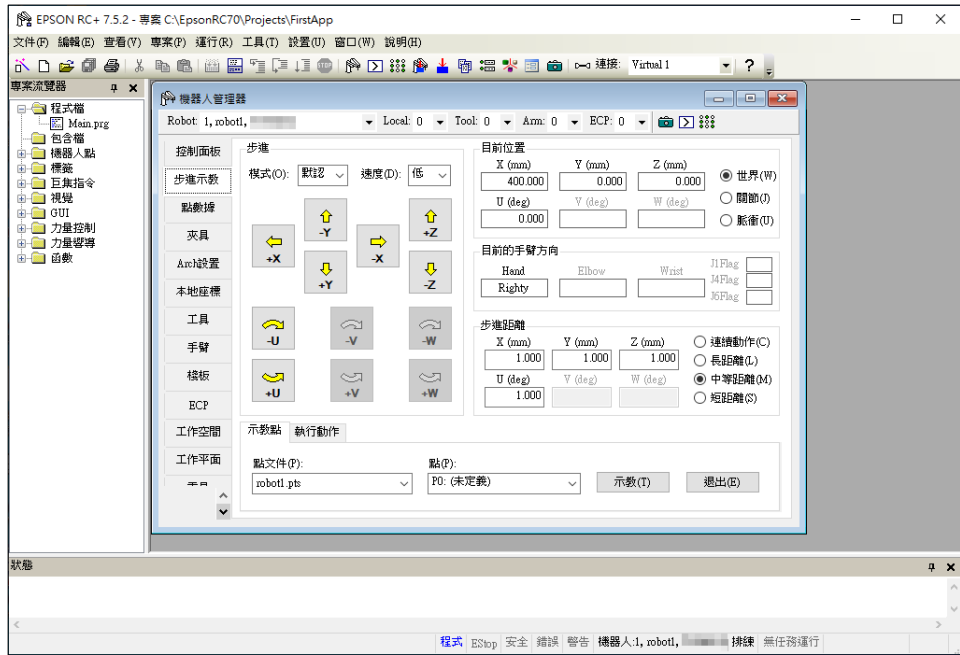 EPSON RC+ 7.5.2 - 專案 C:\EpsonRC70\Projects\FirstApp
文件(F) 編輯(E) 查看(V) 專案(P) 運行(R) 工具(T) 設置(U) 窗口(W) 說明(H)
連接: Virtual 1
專案流覽器
程式檔
Main.prg
包含檔
機器人點
標籤
巨集指令
視覺
GUI
力量控制
力量嚮導
函數
機器人管理器
Robot: 1, robot1, Local: 0 Tool: 0 Arm: 0 ECP: 0
控制面板
步進示教
點數據
夾具
Arch設置
本地座標
工具
手臂
棧板
ECP
工作空間
工作平面
步進
模式(O): 默認 速度(D): 低
-Y +Z
+X -X
+Y -Z
-U -V -W
+U +V +W
目前位置
X (mm) Y (mm) Z (mm)
400.000 0.000 0.000 世界(W)
U (deg) V (deg) W (deg) 關節(J)
0.000 脈衝(U)
目前的手臂方向
Hand Elbow Wrist J1Flag
Righty J4Flag
J6Flag
步進距離
X (mm) Y (mm) Z (mm) 連續動作(C)
1.000 1.000 1.000 長距離(L)
U (deg) V (deg) W (deg) 中等距離(M)
1.000 短距離(S)
示教點 執行動作
點文件(P): 點(P):
robot1.pts P0: (未定義) 示教(T) 退出(E)
狀態
程式 EStop 安全 錯誤 警告 機器人:1, robot1, 排練 無任務運行